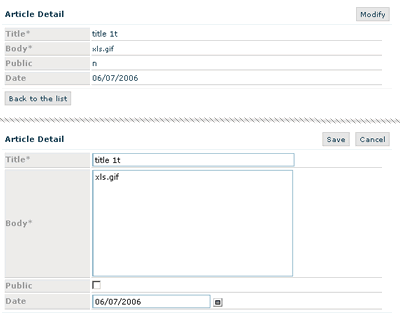 Article Detail Modify
Title* title 1t
Body* xls.gif
Public n
Date 06/07/2006
Back to the list
Article Detail Save Cancel
Title* title 1t
Body* xls.gif
Public
Date 06/07/2006